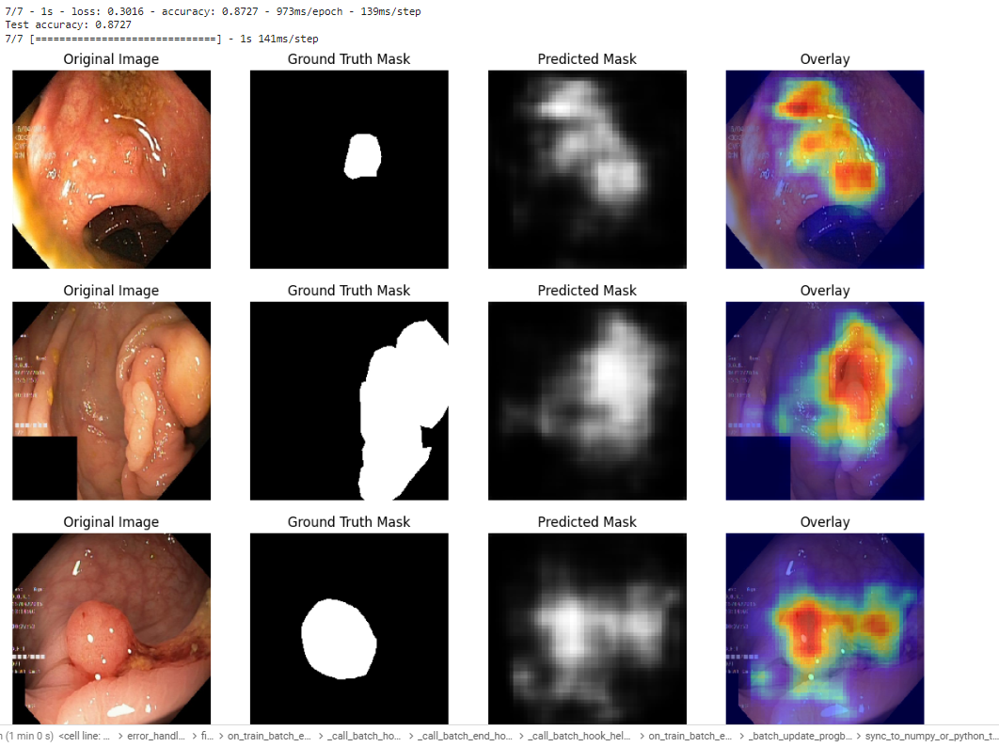 7/7 - 1s - loss: 0.3016 - accuracy: 0.8727 - 973ms/epoch - 139ms/step
Test accuracy: 0.8727
7/7 [==============================] - 1s 141ms/step
Original Image Ground Truth Mask Predicted Mask Overlay
Original Image Ground Truth Mask Predicted Mask Overlay
Original Image Ground Truth Mask Predicted Mask Overlay
(1 min 0 s) <cell line: ... > error_handl... > fi... > on_train_batch_e... > _call_batch_ho... > _call_batch_end_ho... > _call_batch_hook_hel... > on_train_batch_e... > _batch_update_progb... > sync_to_numpy_or_python_t...